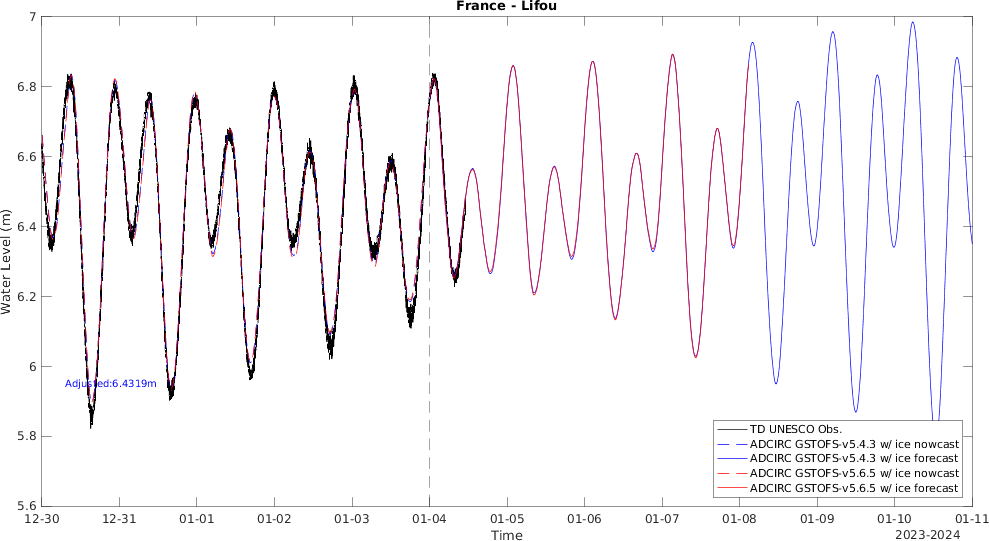 France - Lifou
7
6.8
6.6
6.4
6.2
6
5.8
5.6
Water Level (m)
Adjusted:6.4319m
TD UNESCO Obs.
ADCIRC GSTOFS-v5.4.3 w/ ice nowcast
ADCIRC GSTOFS-v5.4.3 w/ ice forecast
ADCIRC GSTOFS-v5.6.5 w/ ice nowcast
ADCIRC GSTOFS-v5.6.5 w/ ice forecast
12-30 12-31 01-01 01-02 01-03 01-04 01-05 01-06 01-07 01-08 01-09 01-10 01-11
Time
2023-2024